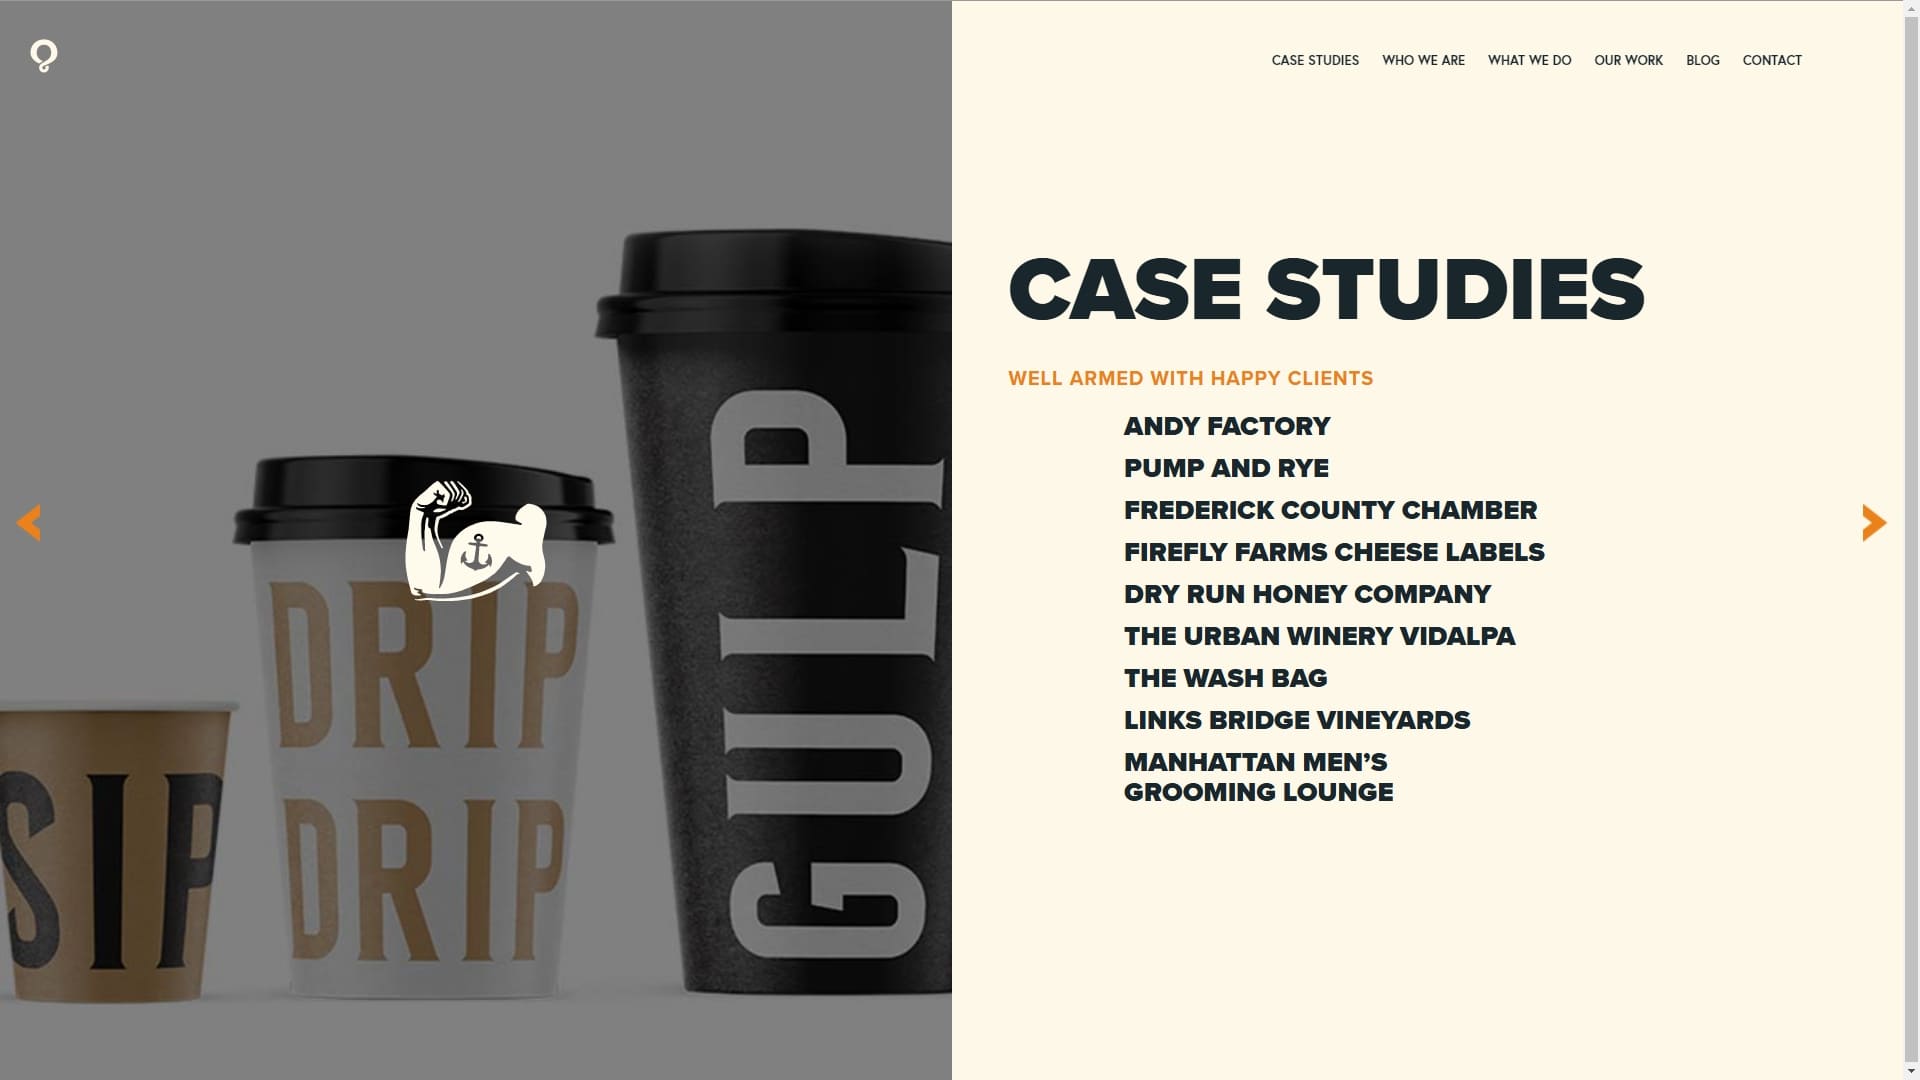 CASE STUDIES WHO WE ARE WHAT WE DO OUR WORK BLOG CONTACT
SIP
DRIP
DRIP
GULP
CASE STUDIES
WELL ARMED WITH HAPPY CLIENTS
ANDY FACTORY
PUMP AND RYE
FREDERICK COUNTY CHAMBER
FIREFLY FARMS CHEESE LABELS
DRY RUN HONEY COMPANY
THE URBAN WINERY VIDALPA
THE WASH BAG
LINKS BRIDGE VINEYARDS
MANHATTAN MEN’S
GROOMING LOUNGE